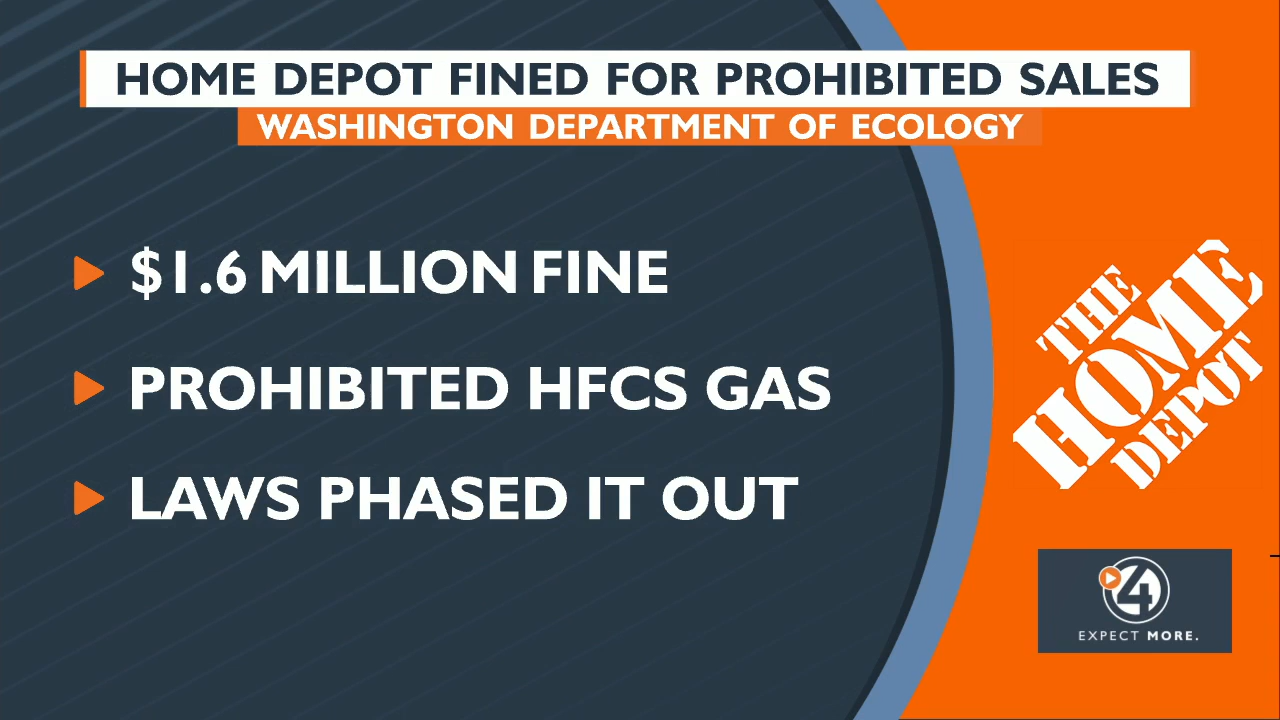 HOME DEPOT FINED FOR PROHIBITED SALES
WASHINGTON DEPARTMENT OF ECOLOGY
$1.6 MILLION FINE
PROHIBITED HFCS GAS
LAWS PHASED IT OUT
THE
HOME
DEPOT
4
EXPECT MORE.